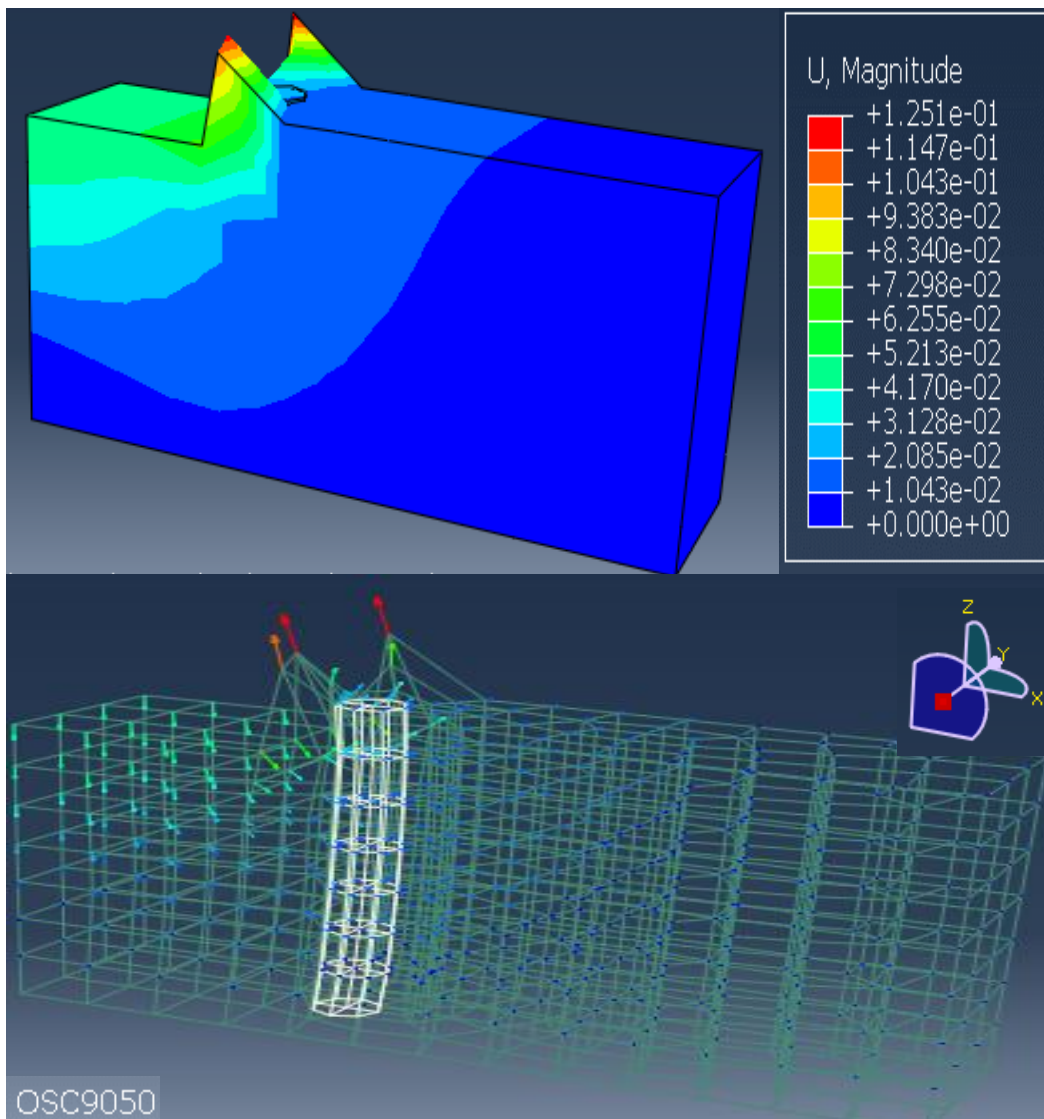 U, Magnitude
+1.251e-01
+1.147e-01
+1.043e-01
+9.383e-02
+8.340e-02
+7.298e-02
+6.255e-02
+5.213e-02
+4.170e-02
+3.128e-02
+2.085e-02
+1.043e-02
+0.000e+00
Z
Y
X
OSC9050